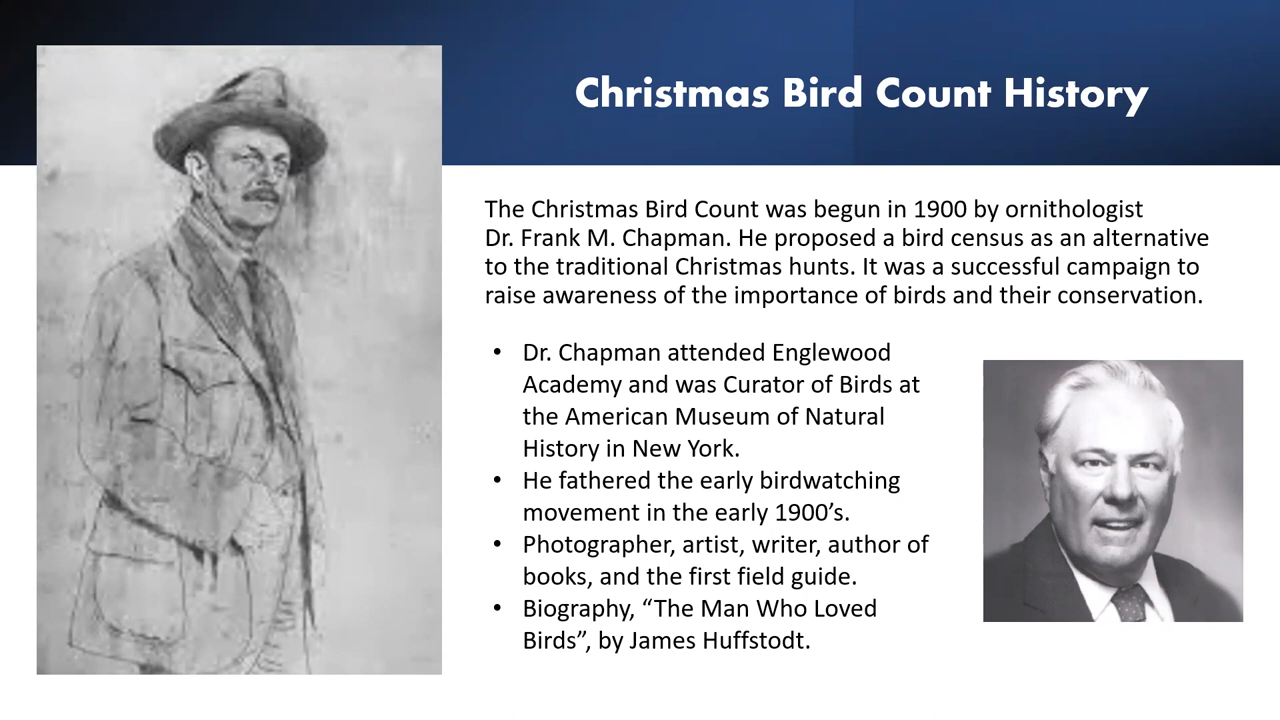 Christmas Bird Count History
The Christmas Bird Count was begun in 1900 by ornithologist
Dr. Frank M. Chapman. He proposed a bird census as an alternative
to the traditional Christmas hunts. It was a successful campaign to
raise awareness of the importance of birds and their conservation.
• Dr. Chapman attended Englewood
Academy and was Curator of Birds at
the American Museum of Natural
History in New York.
• He fathered the early birdwatching
movement in the early 1900’s.
• Photographer, artist, writer, author of
books, and the first field guide.
• Biography, “The Man Who Loved
Birds”, by James Huffstodt.